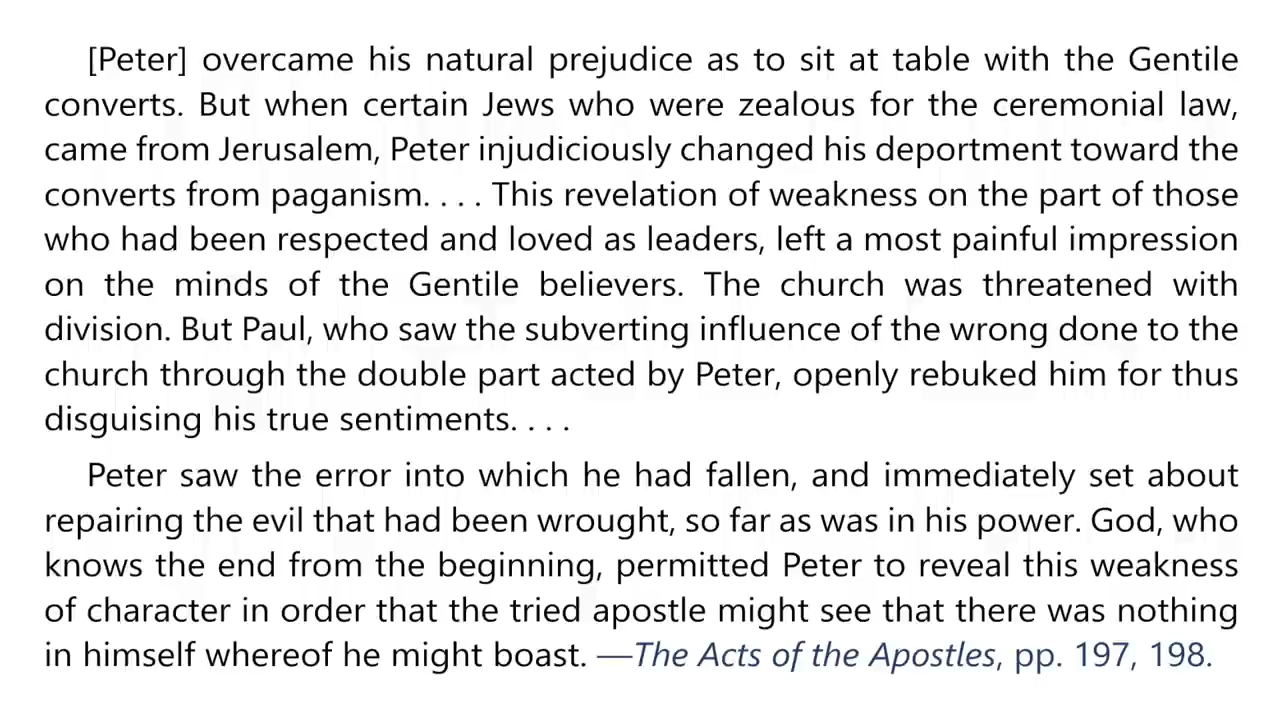 [Peter] overcame his natural prejudice as to sit at table with the Gentile
converts. But when certain Jews who were zealous for the ceremonial law,
came from Jerusalem, Peter injudiciously changed his deportment toward the
converts from paganism. . . . This revelation of weakness on the part of those
who had been respected and loved as leaders, left a most painful impression
on the minds of the Gentile believers. The church was threatened with
division. But Paul, who saw the subverting influence of the wrong done to the
church through the double part acted by Peter, openly rebuked him for thus
disguising his true sentiments. . . .
Peter saw the error into which he had fallen, and immediately set about
repairing the evil that had been wrought, so far as was in his power. God, who
knows the end from the beginning, permitted Peter to reveal this weakness
of character in order that the tried apostle might see that there was nothing
in himself whereof he might boast. —The Acts of the Apostles, pp. 197, 198.